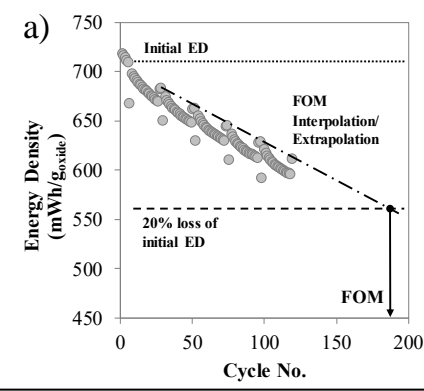 a)
750
700
650
600
550
500
450
Energy Density
(mWh/g_oxide)
Initial ED
FOM
Interpolation/
Extrapolation
20% loss of
initial ED
FOM
0
50
100
150
200
Cycle No.